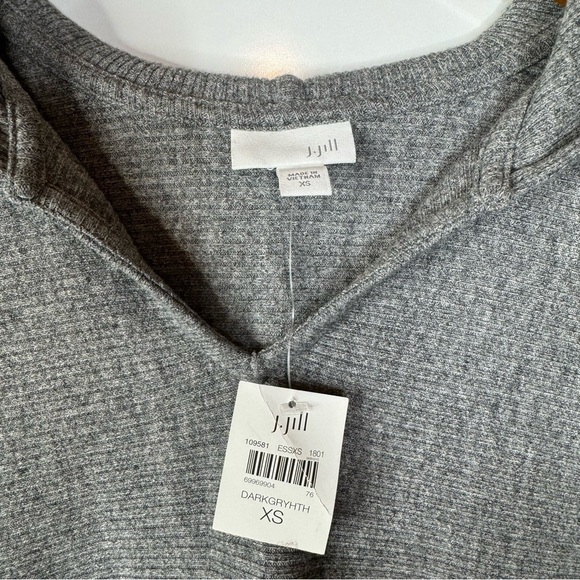 J.Jill
MADE IN
VIETNAM
XS
J.Jill
109581 ESSXS 1801
69969904 76
DARKGRYHTH
XS